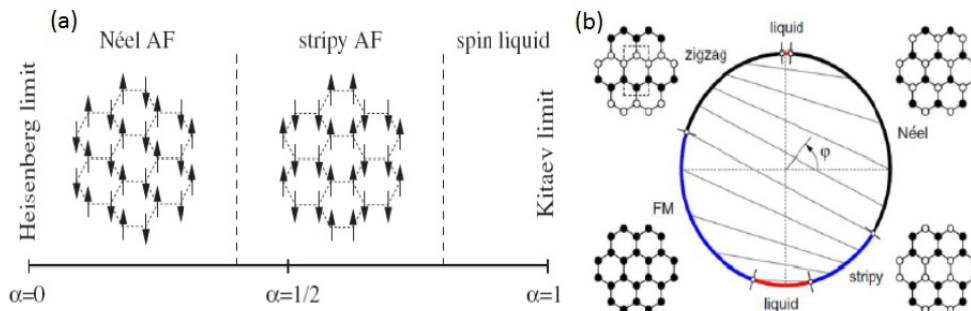 (a)
Néel AF
stripy AF
spin liquid
Heisenberg limit
Kitaev limit
α=0
α=1/2
α=1
(b)
liquid
zigzag
Néel
φ
FM
stripy
liquid